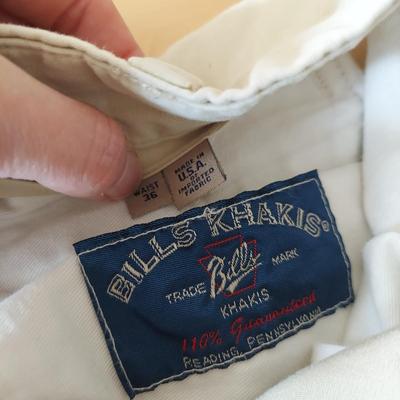 WAIST
36
MADE IN
U.S.A.
OF
IMPORTED
FABRIC
BILLS KHAKIS®
Bills
TRADE MARK
KHAKIS
110% Guaranteed
READING, PENNSYLVANIA